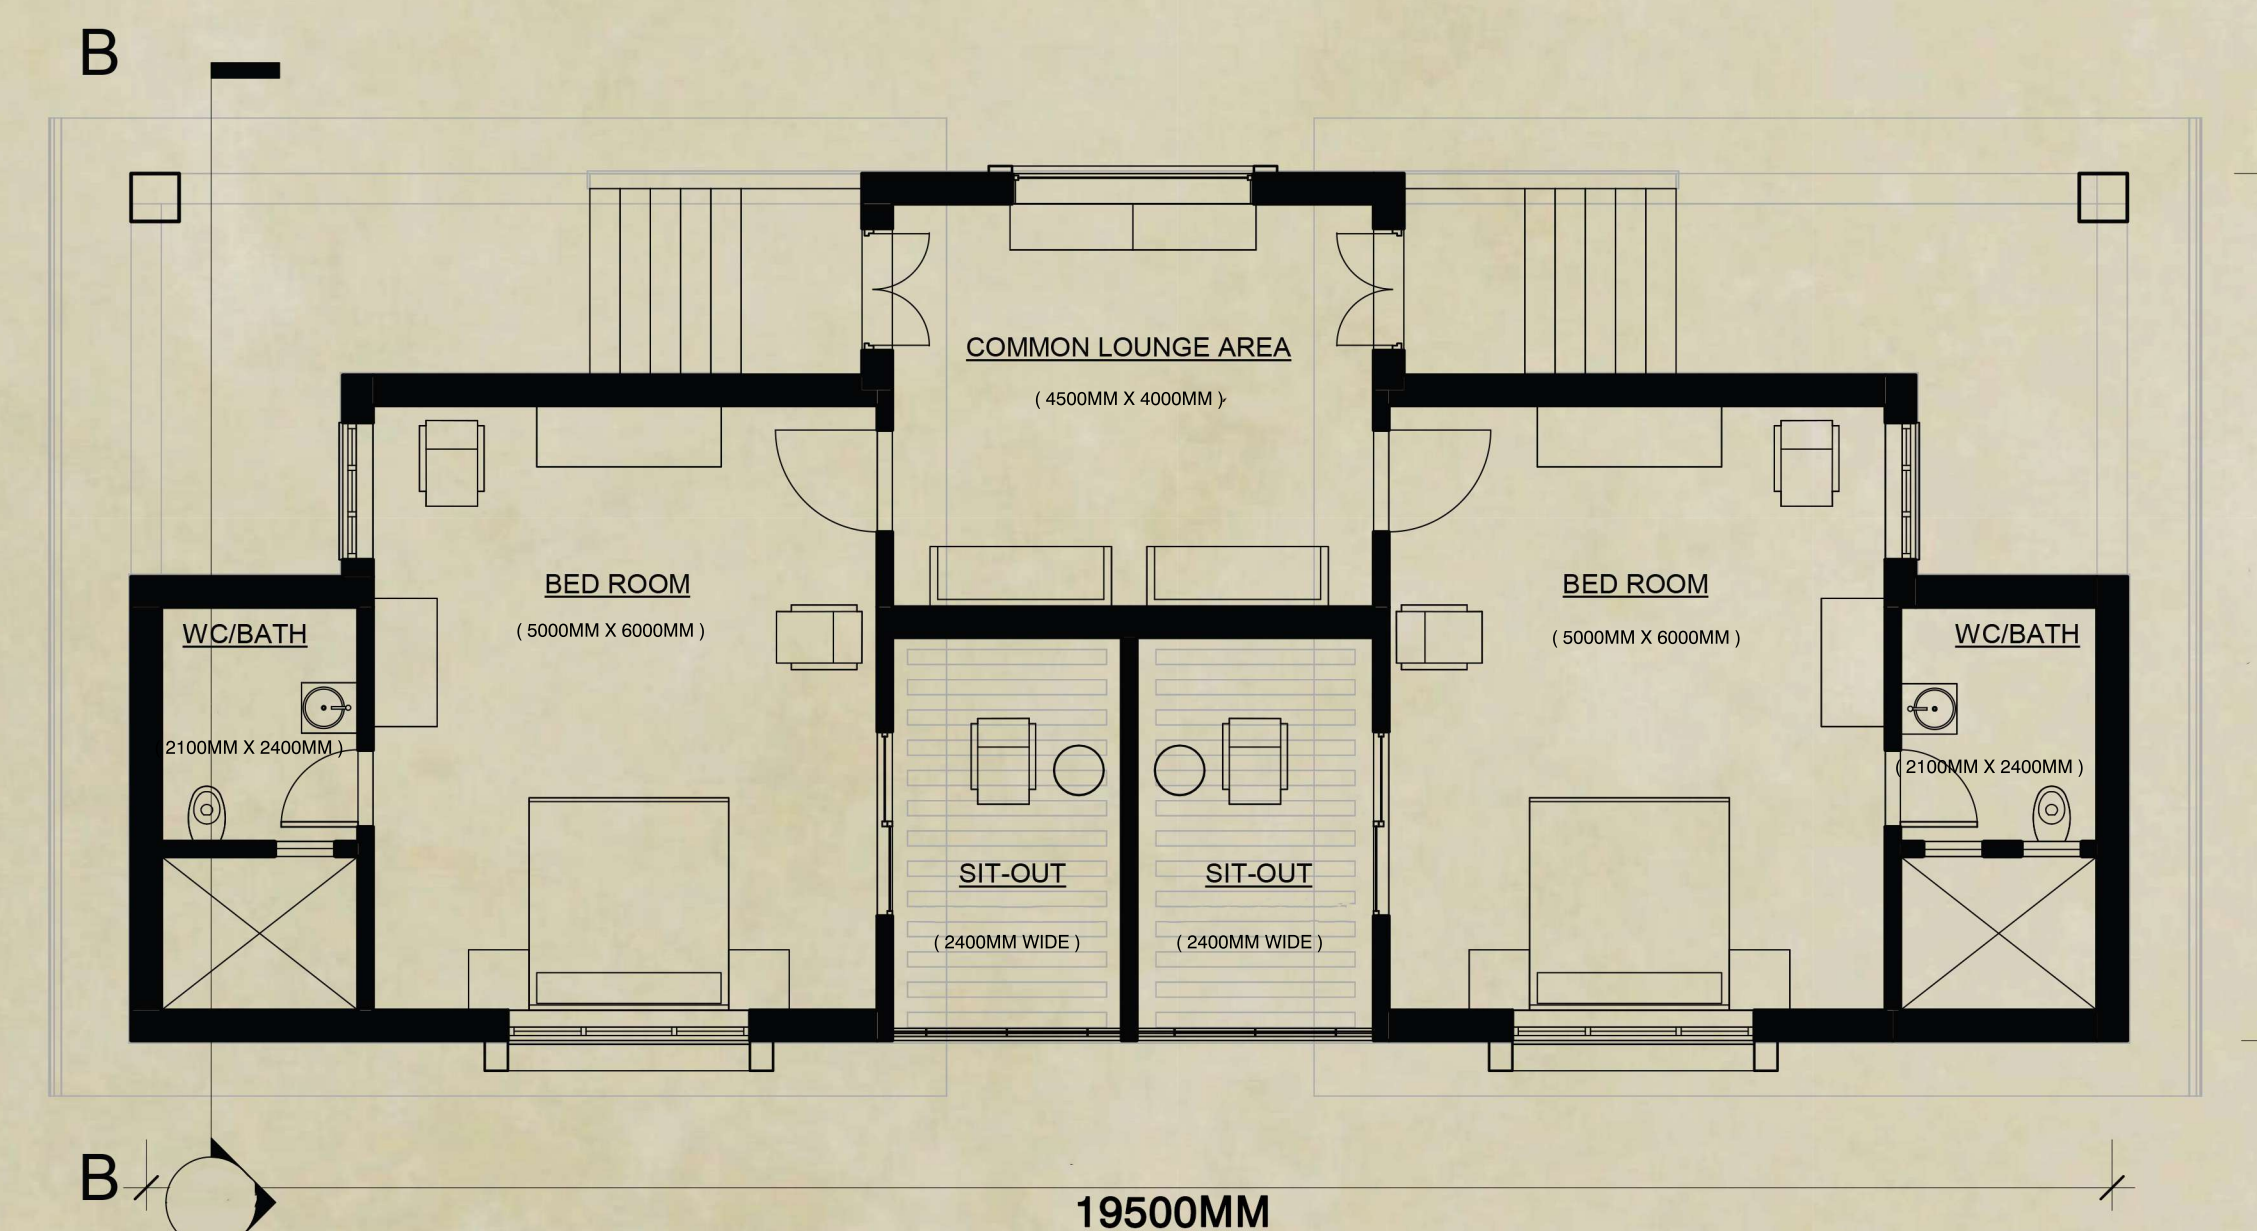 B
COMMON LOUNGE AREA
( 4500MM X 4000MM )
BED ROOM
( 5000MM X 6000MM )
BED ROOM
( 5000MM X 6000MM )
WC/BATH
( 2100MM X 2400MM )
WC/BATH
( 2100MM X 2400MM )
SIT-OUT
( 2400MM WIDE )
SIT-OUT
( 2400MM WIDE )
B
19500MM